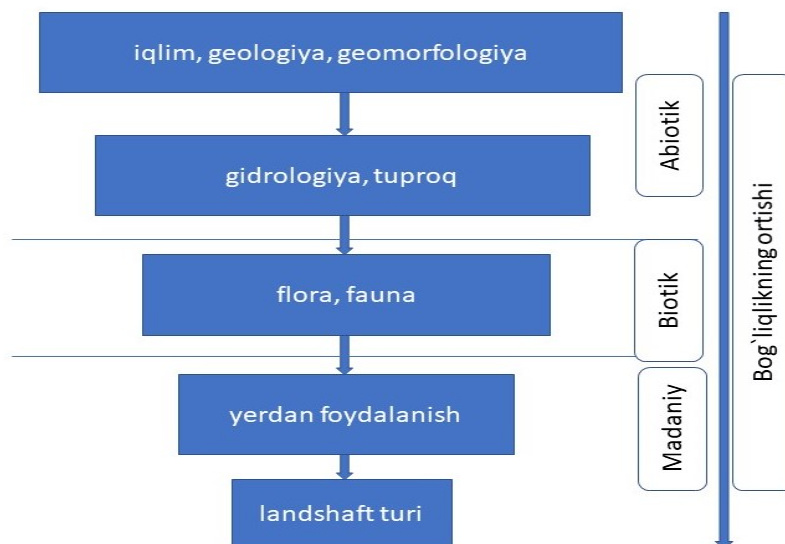 iqlim, geologiya, geomorfologiya
gidrologiya, tuproq
flora, fauna
yerdan foydalanish
landshaft turi
Abiotik
Biotik
Madaniy
Bog`liqlikning ortishi